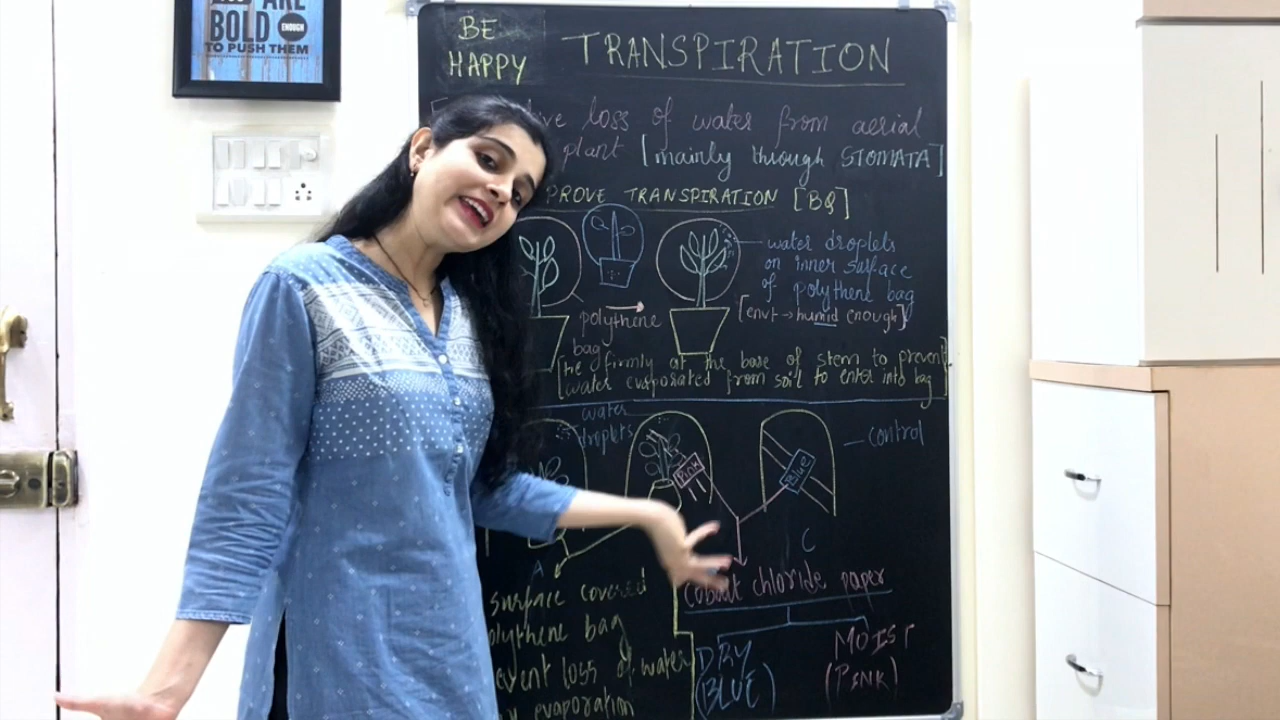 ARE
BOLD ENOUGH
TO PUSH THEM
BE
HAPPY
TRANSPIRATION
loss of water from aerial
plant [mainly through STOMATA]
PROVE TRANSPIRATION [BQ]
water droplets
on inner surface
of polythene bag
[envt → humid enough]
polythene
bag
firmly at the base of stem to prevent
water evaporated from soil to enter into bag]
water
droplets
Pink
Blue
control
A
C
surface covered
bag
loss of water
evaporation
cobalt chloride paper
DRY
(BLUE)
MOIST
(PINK)